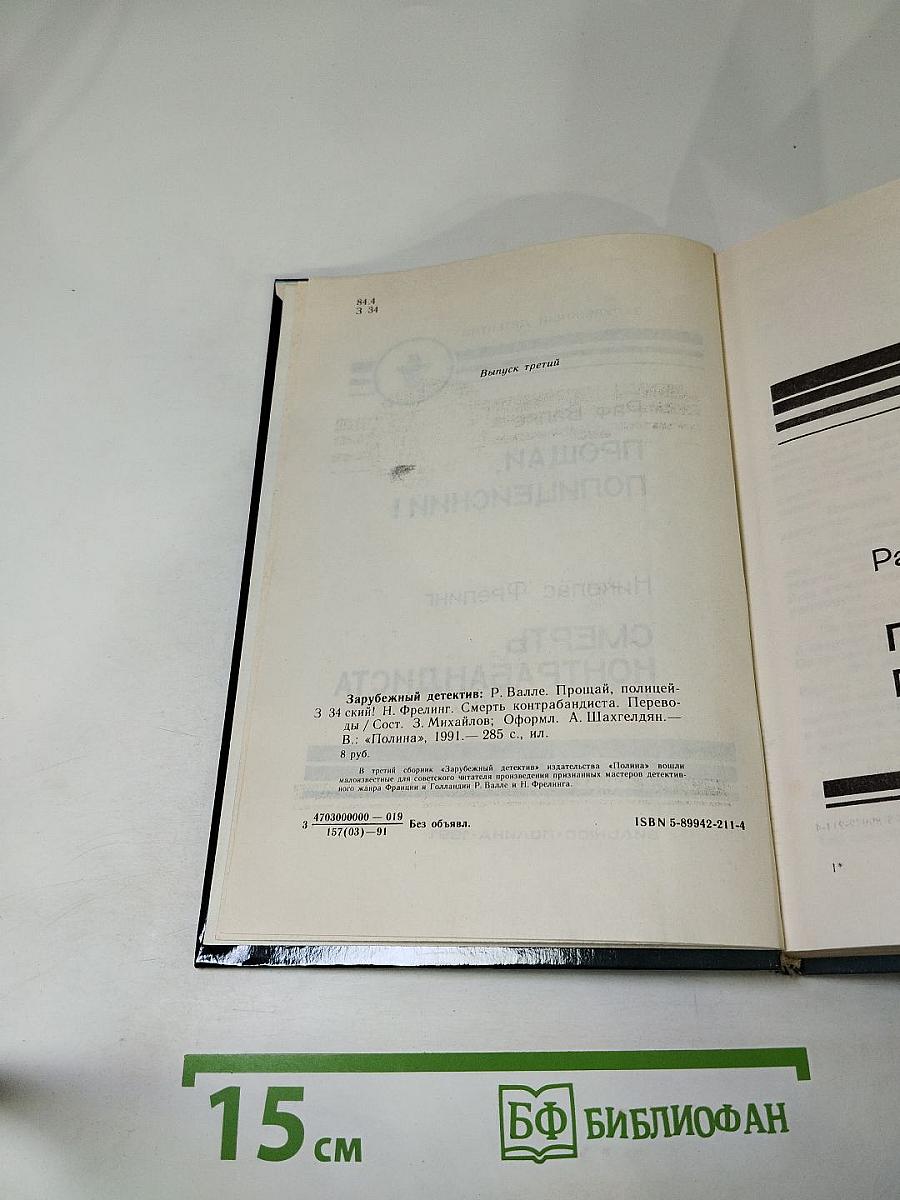 84.4
З 34
Выпуск третий
Зарубежный детектив: Р. Валле. Прощай, полицей-
З 34 ский! Н. Фрелинг. Смерть контрабандиста. Перево-
ды / Сост. З. Михайлов; Оформл. А. Шахгелдян.—
В.: «Полина», 1991.— 285 с., ил.
8 руб.
В третий сборник «Зарубежный детектив» издательства «Полина» вошли
малоизвестные для советского читателя произведения признанных мастеров детектив-
ного жанра Франции и Голландии Р. Валле и Н. Фрелинга.
З 4703000000 — 019
157(03)—91 Без объявл.
ISBN 5-89942-211-4
1*
15 см
БФ БИБЛИОФАН